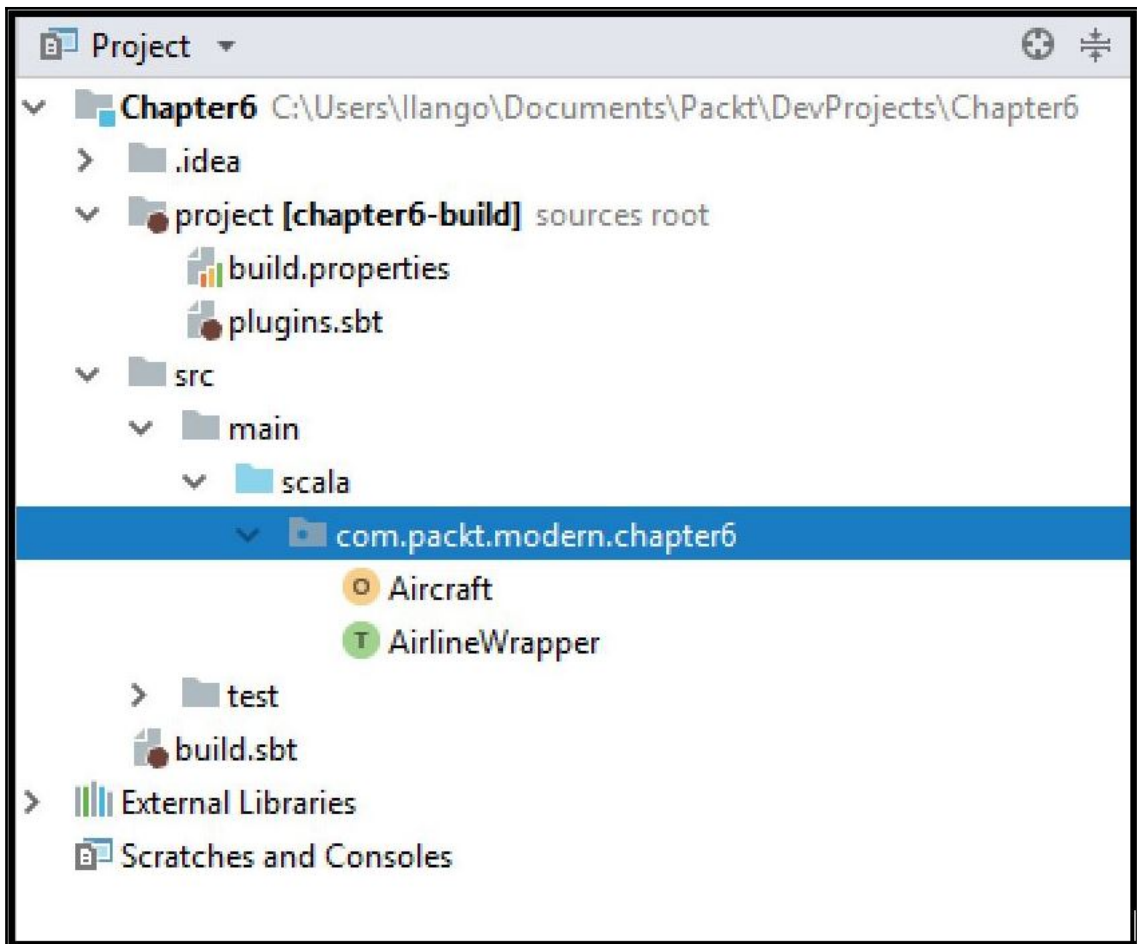 Project
Chapter6 C:\Users\Ilango\Documents\Packt\DevProjects\Chapter6
.idea
project [chapter6-build] sources root
build.properties
plugins.sbt
src
main
scala
com.packt.modern.chapter6
O Aircraft
T AirlineWrapper
test
build.sbt
External Libraries
Scratches and Consoles